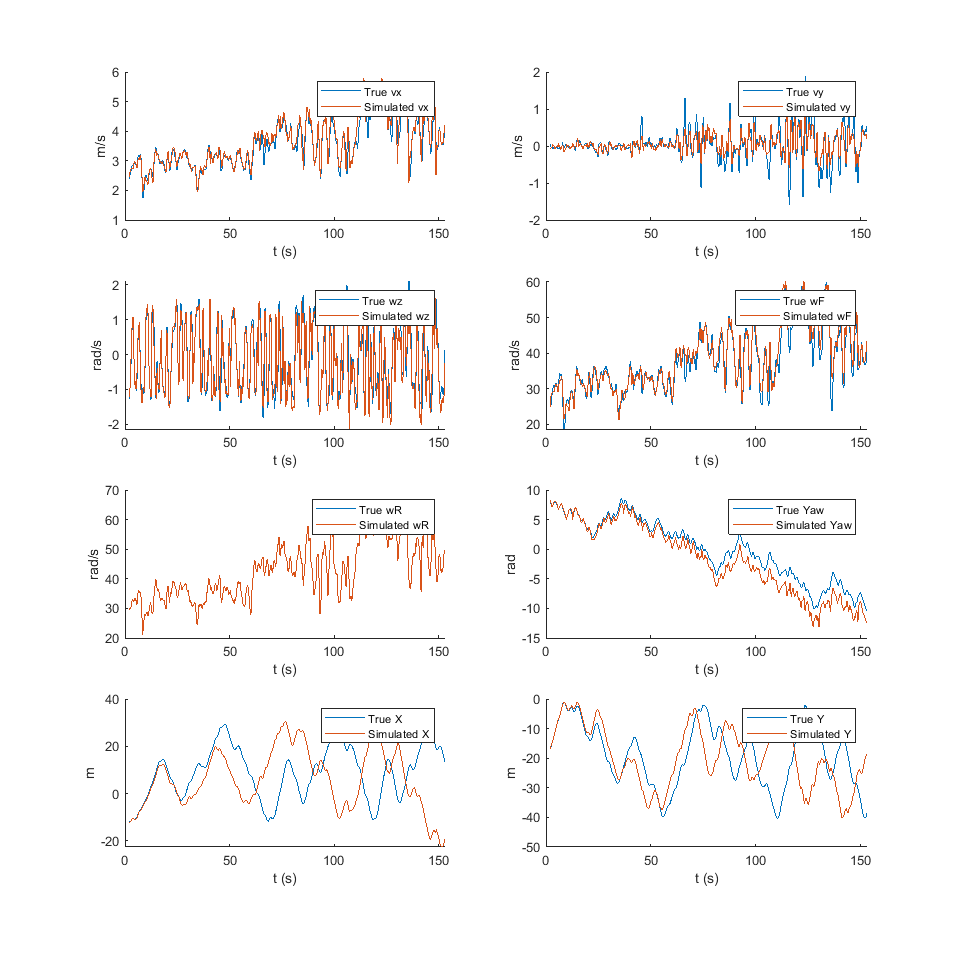 6
5
4
3
2
1
m/s
0
50
100
150
t (s)
True vx
Simulated vx
2
1
0
-1
-2
m/s
0
50
100
150
t (s)
True vy
Simulated vy
2
1
0
-1
-2
rad/s
0
50
100
150
t (s)
True wz
Simulated wz
60
50
40
30
20
rad/s
0
50
100
150
t (s)
True wF
Simulated wF
70
60
50
40
30
20
rad/s
0
50
100
150
t (s)
True wR
Simulated wR
10
5
0
-5
-10
-15
rad
0
50
100
150
t (s)
True Yaw
Simulated Yaw
40
20
0
-20
m
0
50
100
150
t (s)
True X
Simulated X
0
-10
-20
-30
-40
-50
m
0
50
100
150
t (s)
True Y
Simulated Y